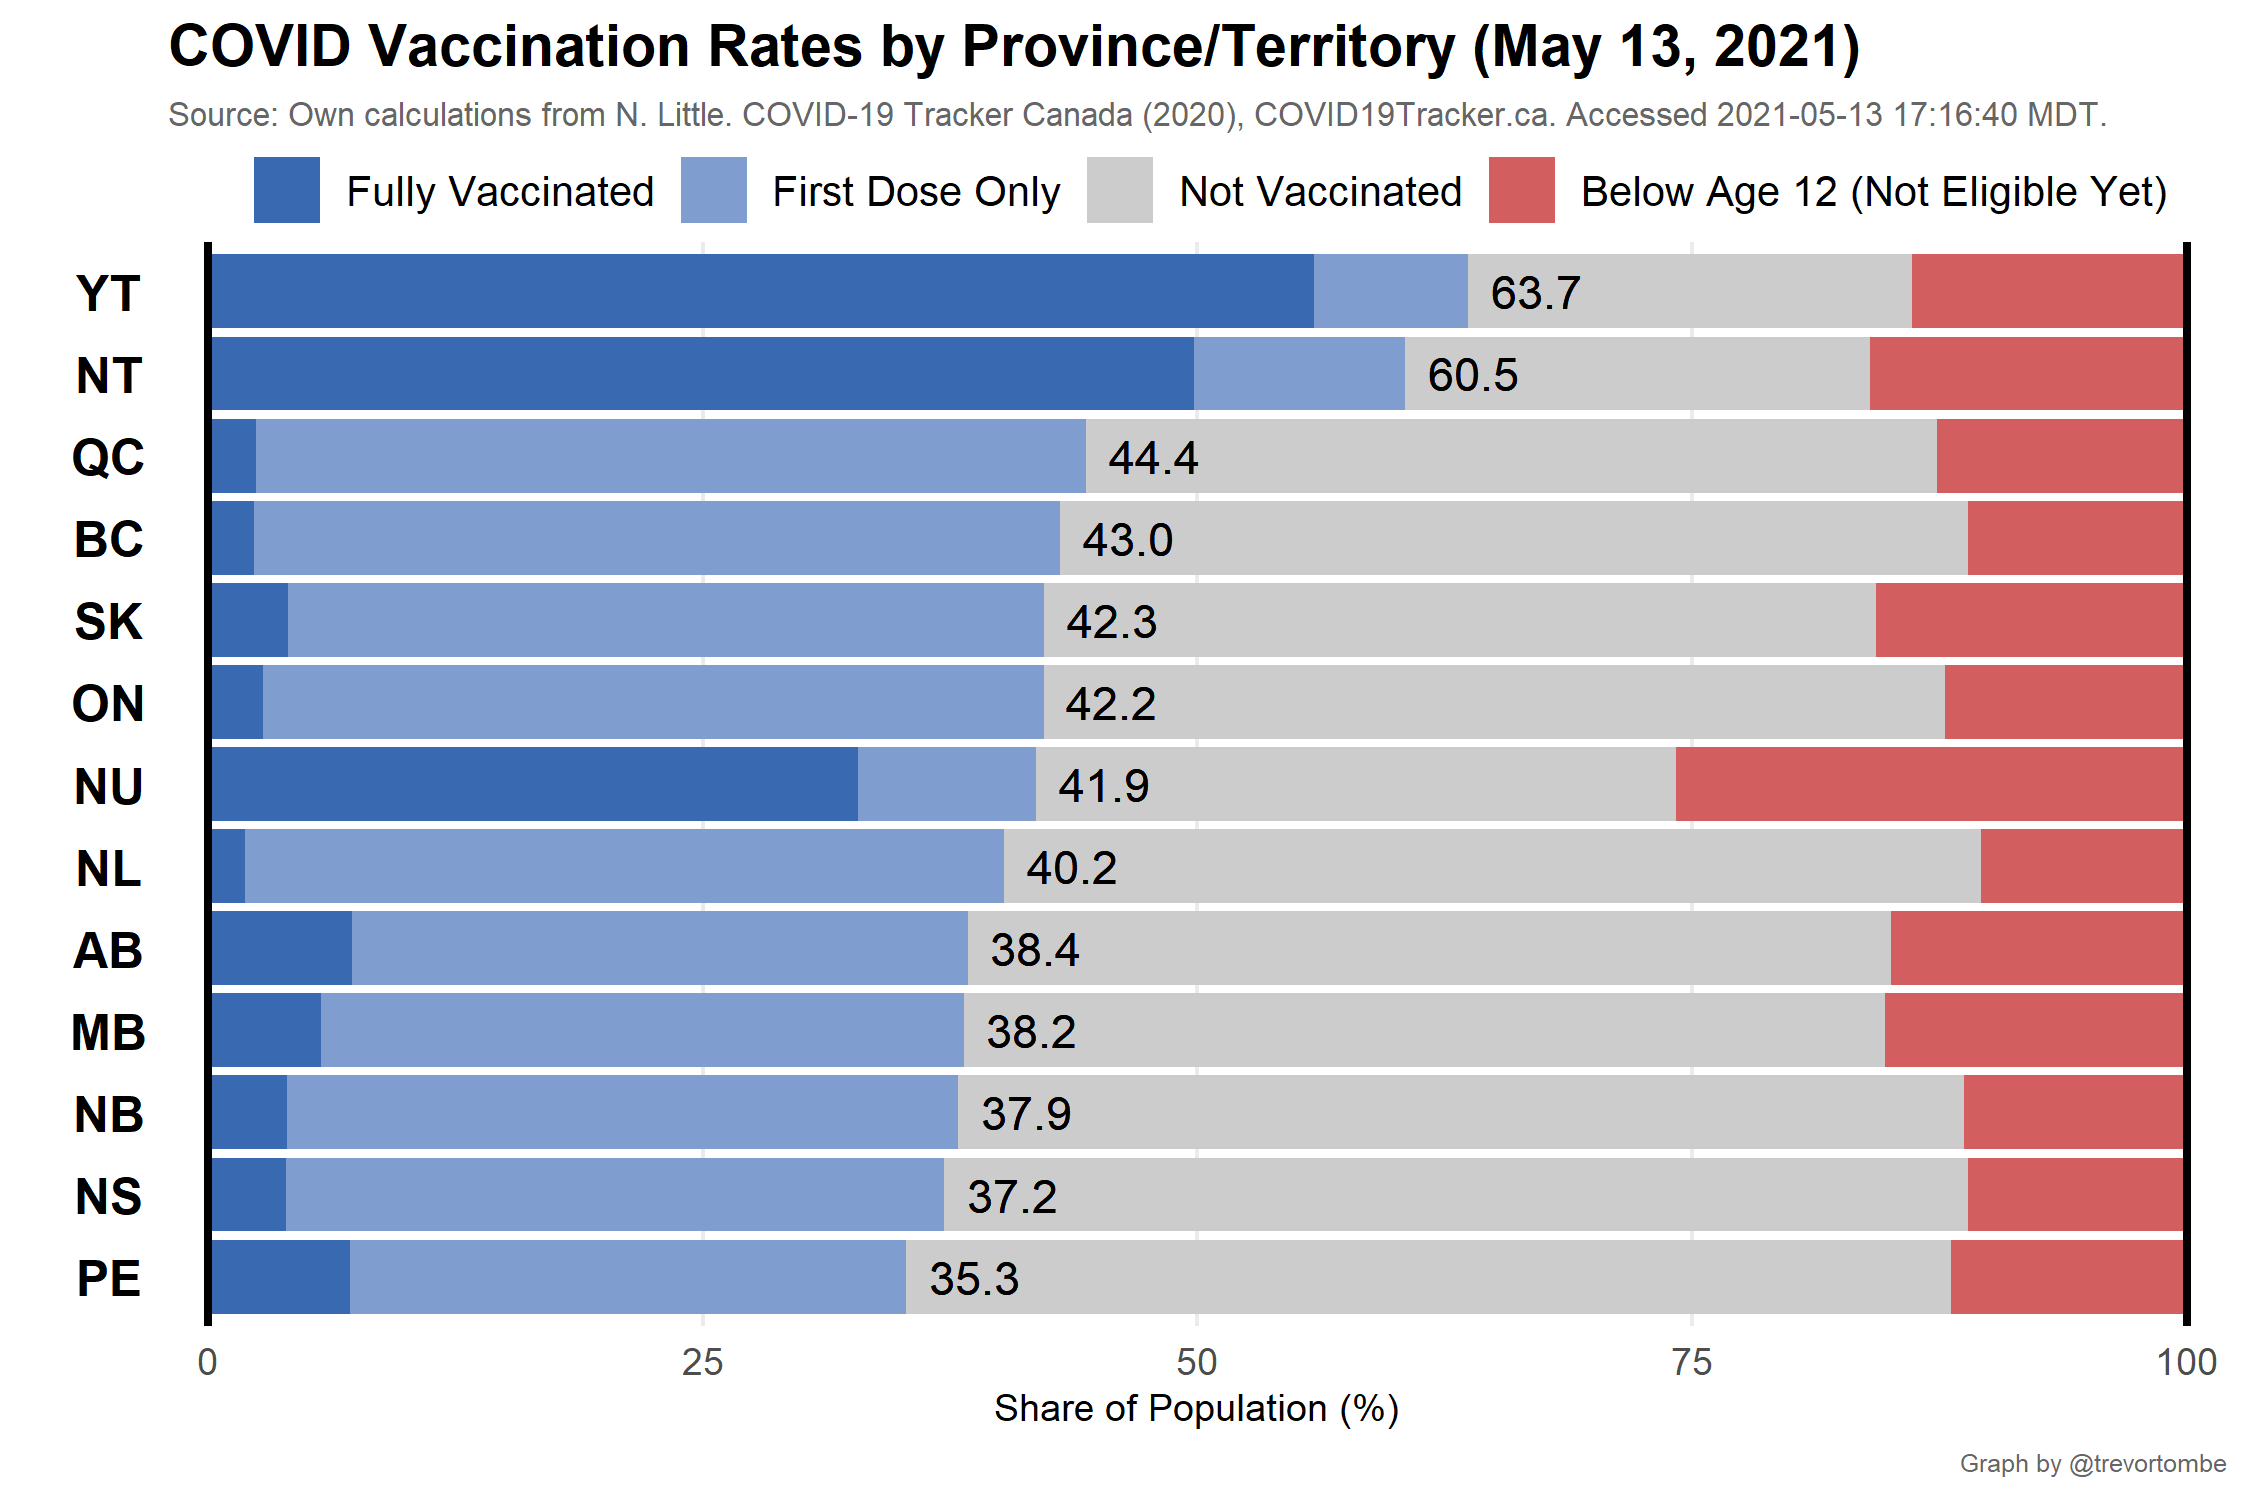 COVID Vaccination Rates by Province/Territory (May 13, 2021)
Source: Own calculations from N. Little. COVID-19 Tracker Canada (2020), COVID19Tracker.ca. Accessed 2021-05-13 17:16:40 MDT.
Fully Vaccinated First Dose Only Not Vaccinated Below Age 12 (Not Eligible Yet)
YT 63.7
NT 60.5
QC 44.4
BC 43.0
SK 42.3
ON 42.2
NU 41.9
NL 40.2
AB 38.4
MB 38.2
NB 37.9
NS 37.2
PE 35.3
0 25 50 75 100
Share of Population (%)
Graph by @trevortombe